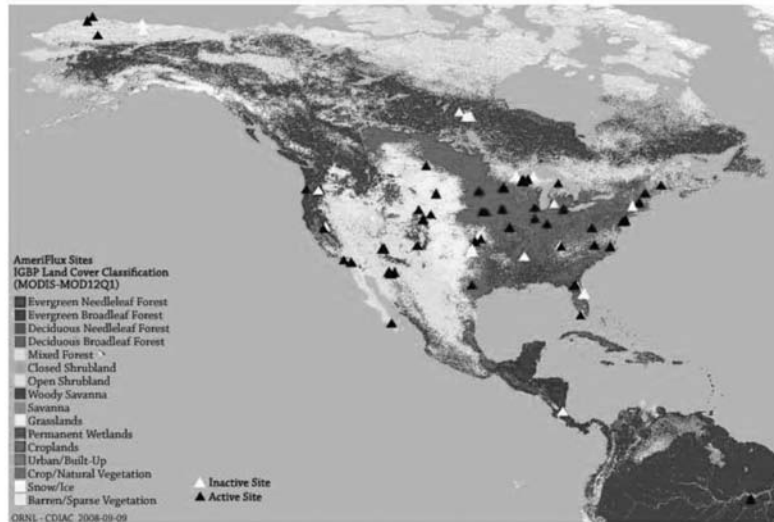 AmeriFlux Sites
IGBP Land Cover Classification
(MODIS-MOD12Q1)
Evergreen Needleleaf Forest
Evergreen Broadleaf Forest
Deciduous Needleleaf Forest
Deciduous Broadleaf Forest
Mixed Forest
Closed Shrubland
Open Shrubland
Woody Savanna
Savanna
Grasslands
Permanent Wetlands
Croplands
Urban/Built-Up
Crop/Natural Vegetation
Snow/Ice
Barren/Sparse Vegetation
Inactive Site
Active Site
ORNL - CDIAC 2008-09-09